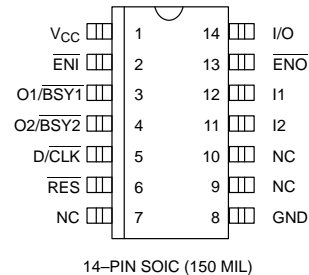 VCC 1 14 I/O
ENI 2 13 ENO
O1/BSY1 3 12 I1
O2/BSY2 4 11 I2
D/CLK 5 10 NC
RES 6 9 NC
NC 7 8 GND
14–PIN SOIC (150 MIL)